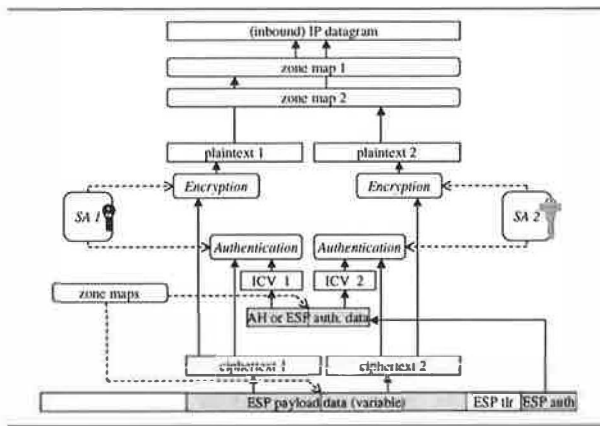 (inbound) IP datagram
zone map 1
zone map 2
plaintext 1
plaintext 2
Encryption
Encryption
SA 1
SA 2
Authentication
Authentication
ICV 1
ICV 2
zone maps
AH or ESP auth. data
ciphertext 1
ciphertext 2
ESP payload data (variable)
ESP tlr
ESP auth